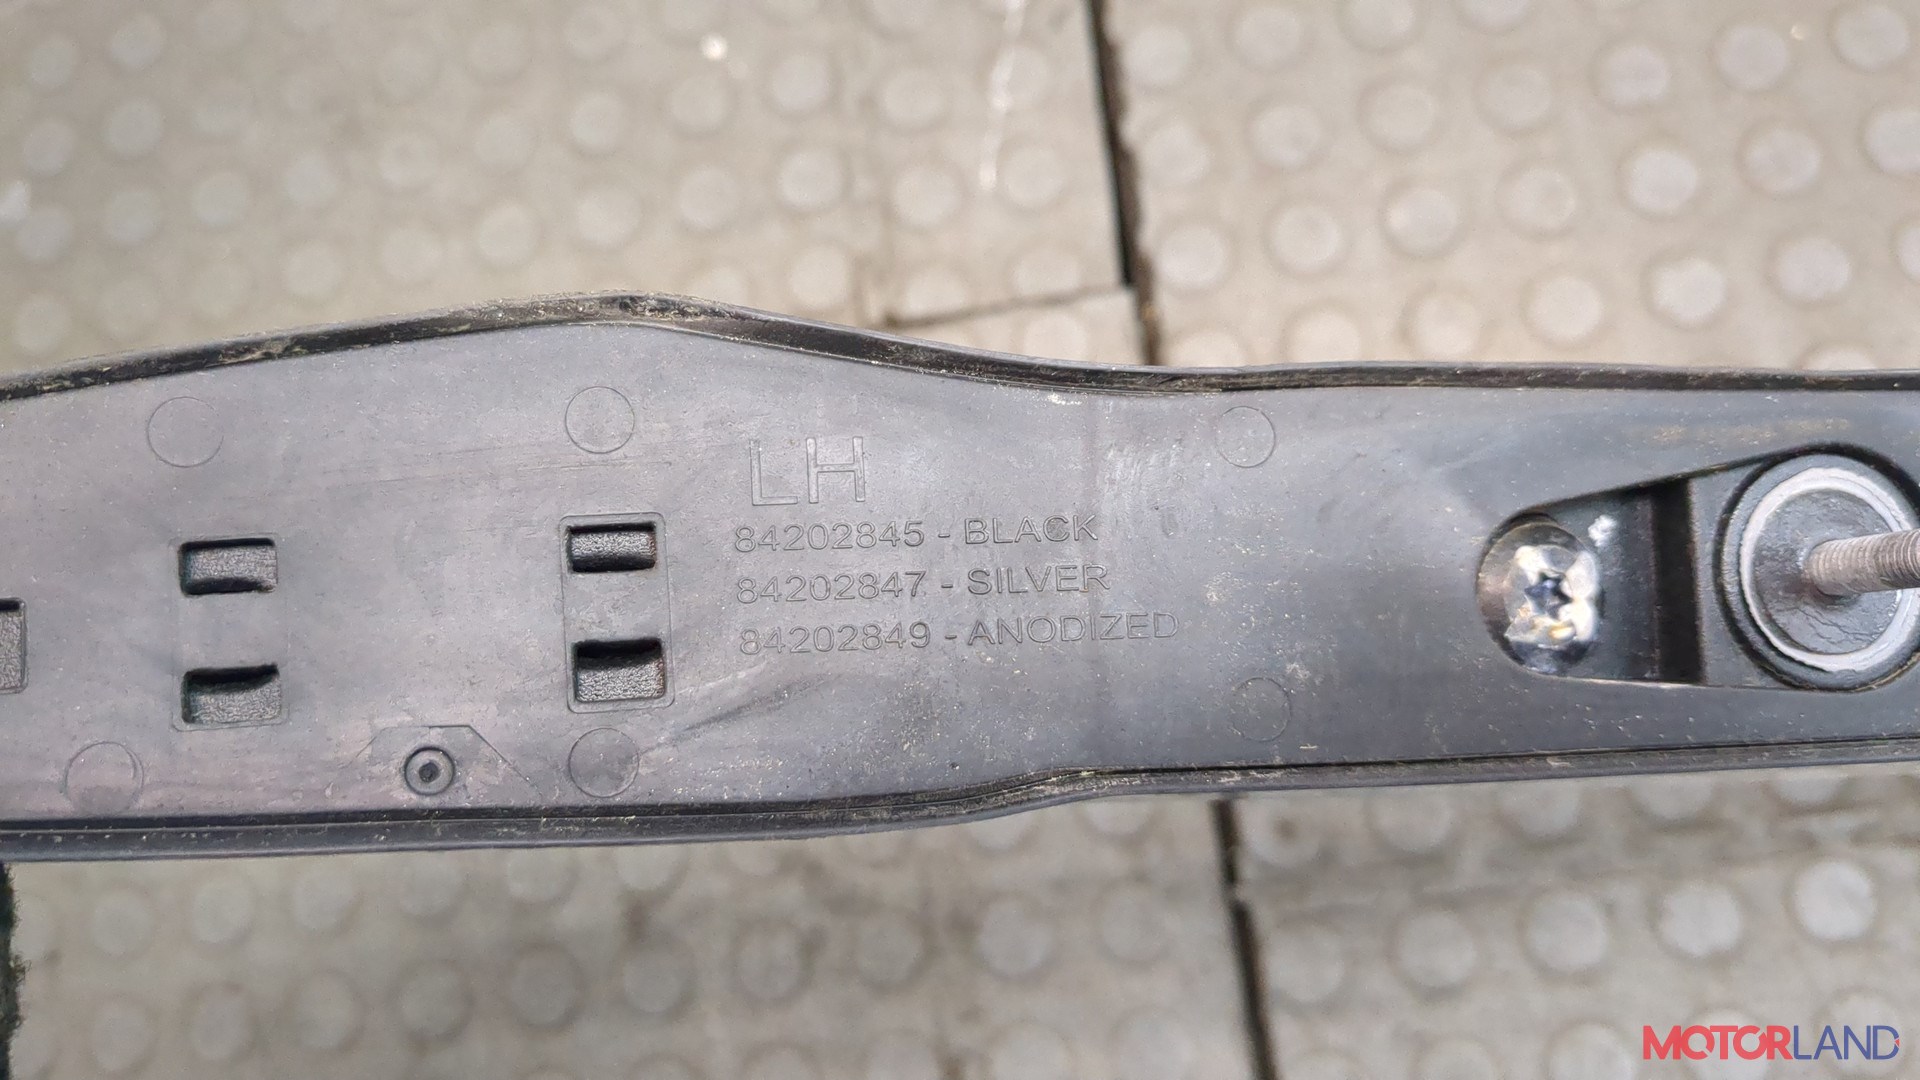 LH
84202845 - BLACK
84202847 - SILVER
84202849 - ANODIZED
MOTORLAND